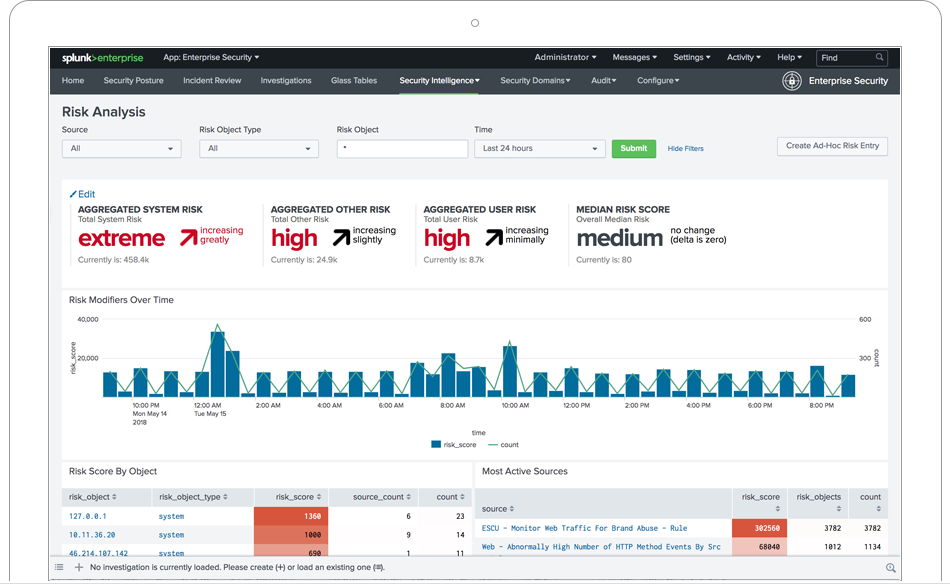 splunk>enterprise App: Enterprise Security Administrator Messages Settings Activity Help Find
Home Security Posture Incident Review Investigations Glass Tables Security Intelligence Security Domains Audit Configure Enterprise Security
Risk Analysis
Source Risk Object Type Risk Object Time
All All * Last 24 hours Submit Hide Filters Create Ad-Hoc Risk Entry
Edit
AGGREGATED SYSTEM RISK
Total System Risk
extreme increasing greatly
Currently is: 458.4k
AGGREGATED OTHER RISK
Total Other Risk
high increasing slightly
Currently is: 24.9k
AGGREGATED USER RISK
Total User Risk
high increasing minimally
Currently is: 8.7k
MEDIAN RISK SCORE
Overall Median Risk
medium no change (delta is zero)
Currently is: 80
Risk Modifiers Over Time
40,000 600
20,000 300
risk_score
count
10:00 PM 12:00 AM 2:00 AM 4:00 AM 6:00 AM 8:00 AM 10:00 AM 12:00 PM 2:00 PM 4:00 PM 6:00 PM 8:00 PM
Mon May 14 Tue May 15
2018
time
risk_score count
Risk Score By Object
risk_object risk_object_type risk_score source_count count
127.0.0.1 system 1360 6 23
10.11.36.20 system 1000 9 14
46.214.107.142 system 690 1 11
Most Active Sources
source risk_score risk_objects count
ESCU - Monitor Web Traffic For Brand Abuse - Rule 302560 3782 3782
Web - Abnormally High Number of HTTP Method Events By Src 68040 1012 1134
No investigation is currently loaded. Please create (+) or load an existing one (≡).